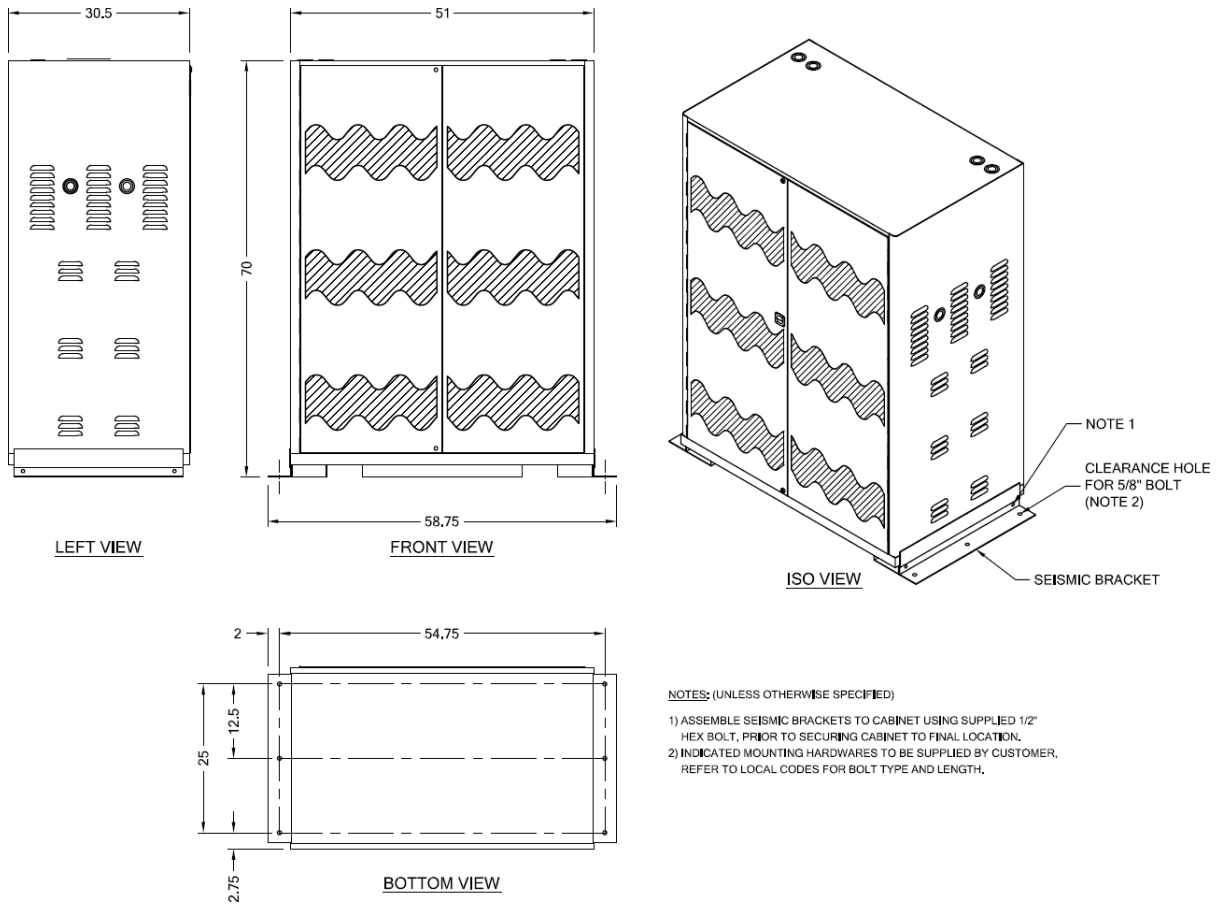 30.5
51
70
58.75
LEFT VIEW
FRONT VIEW
NOTE 1
CLEARANCE HOLE
FOR 5/8" BOLT
(NOTE 2)
SEISMIC BRACKET
ISO VIEW
2
54.75
12.5
25
2.75
BOTTOM VIEW
NOTES: (UNLESS OTHERWISE SPECIFIED)
1) ASSEMBLE SEISMIC BRACKETS TO CABINET USING SUPPLIED 1/2"
HEX BOLT, PRIOR TO SECURING CABINET TO FINAL LOCATION.
2) INDICATED MOUNTING HARDWARES TO BE SUPPLIED BY CUSTOMER,
REFER TO LOCAL CODES FOR BOLT TYPE AND LENGTH.